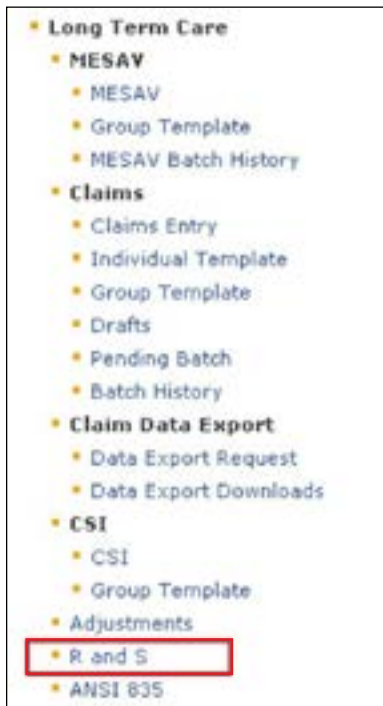 Long Term Care
MESAV
MESAV
Group Template
MESAV Batch History
Claims
Claims Entry
Individual Template
Group Template
Drafts
Pending Batch
Batch History
Claim Data Export
Data Export Request
Data Export Downloads
CSI
CSI
Group Template
Adjustments
R and S
ANSI 835